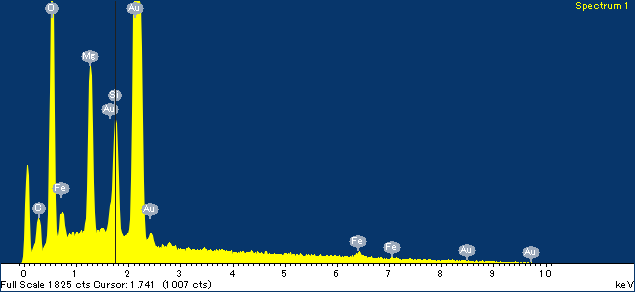 Spectrum 1
O Au
Mg
Si
Au
Fe
O Au
Fe Fe Au Au
0 1 2 3 4 5 6 7 8 9 10
Full Scale 1825 cts Cursor: 1.741 (1007 cts) keV